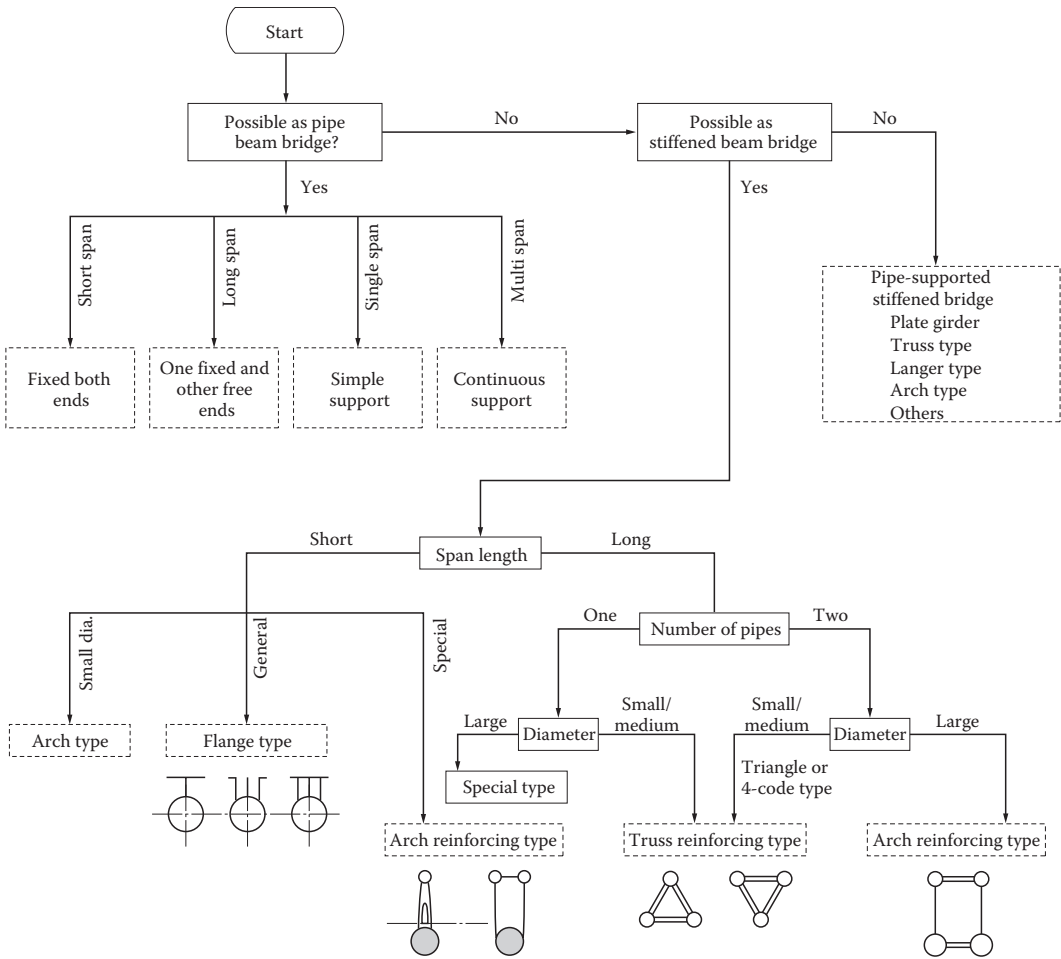 Start
Possible as pipe
beam bridge?
No
Possible as
stiffened beam bridge
No
Yes
Yes
Short span
Long span
Single span
Multi span
Fixed both
ends
One fixed and
other free
ends
Simple
support
Continuous
support
Pipe-supported
stiffened bridge
Plate girder
Truss type
Langer type
Arch type
Others
Short
Span length
Long
Small dia.
General
Special
One
Number of pipes
Two
Arch type
Flange type
Large
Diameter
Small/
medium
Small/
medium
Diameter
Large
Special type
Triangle or
4-code type
Arch reinforcing type
Truss reinforcing type
Arch reinforcing type